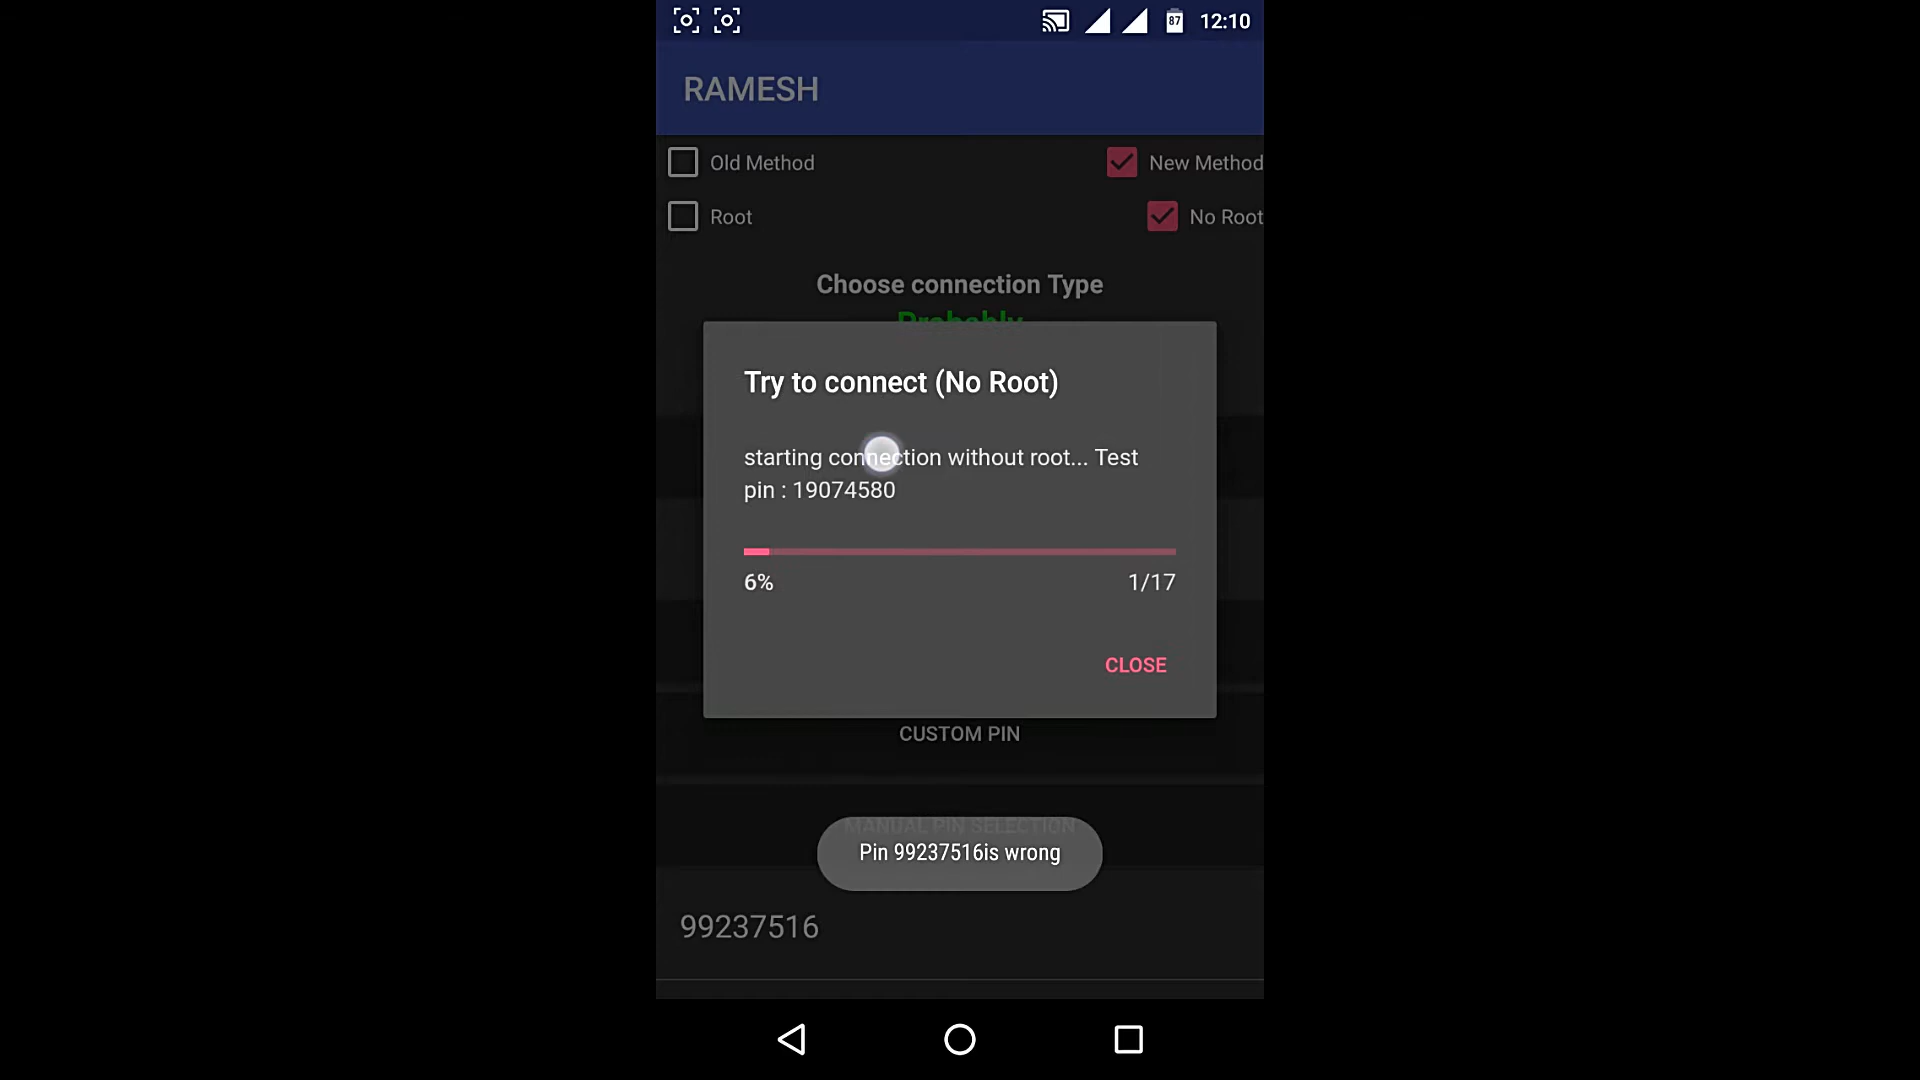 87 12:10
RAMESH
Old Method New Method
Root No Root
Choose connection Type
Probably
Try to connect (No Root)
starting connection without root... Test
pin : 19074580
6% 1/17
CLOSE
CUSTOM PIN
MANUAL PIN SELECTION
Pin 99237516is wrong
99237516